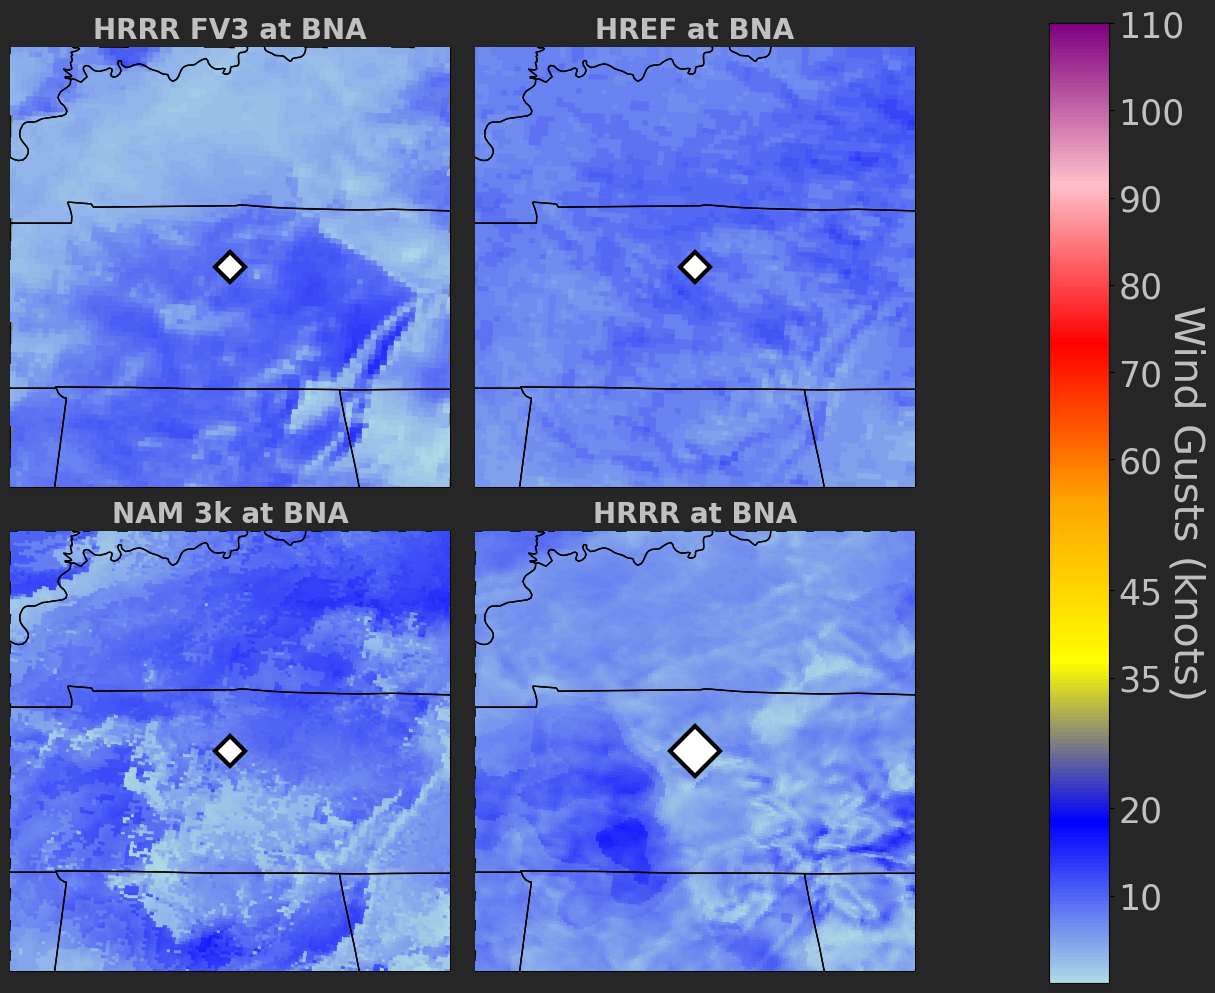 HRRR FV3 at BNA
HREF at BNA
NAM 3k at BNA
HRRR at BNA
110
100
90
80
70
60
45
35
20
10
Wind Gusts (knots)